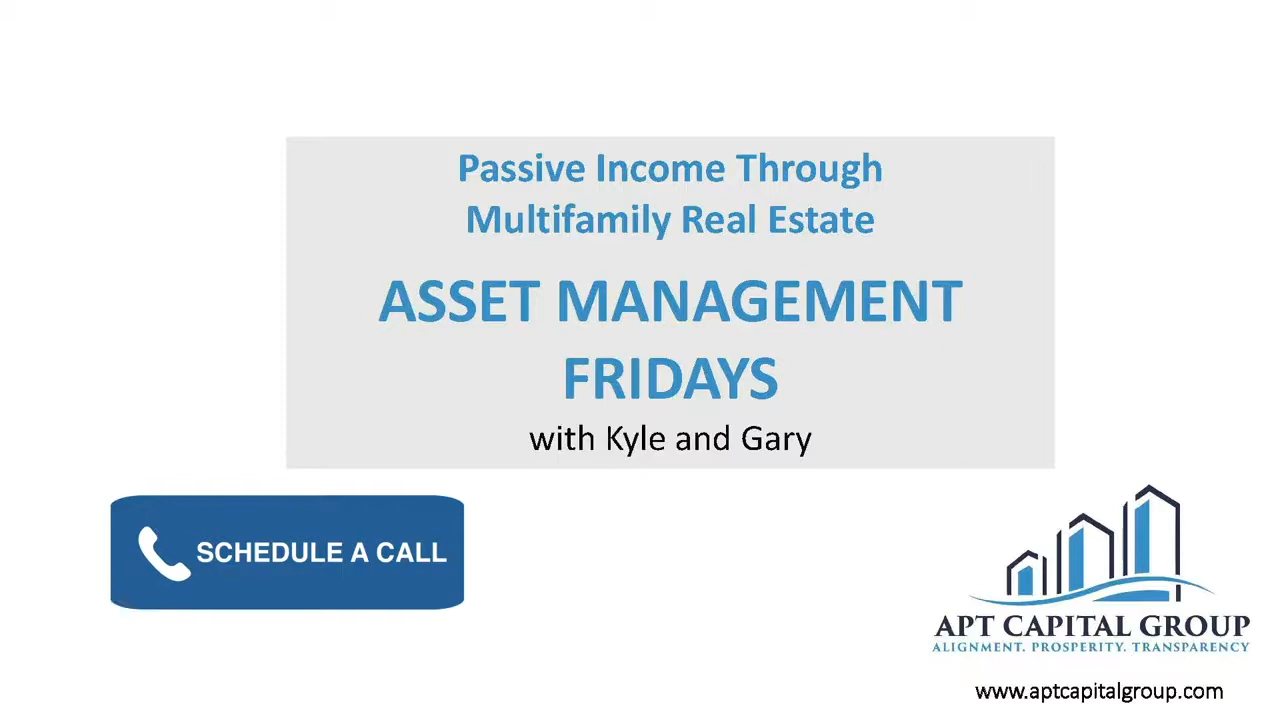 Passive Income Through
Multifamily Real Estate
ASSET MANAGEMENT
FRIDAYS
with Kyle and Gary
SCHEDULE A CALL
APT CAPITAL GROUP
ALIGNMENT. PROSPERITY. TRANSPARENCY
www.aptcapitalgroup.com